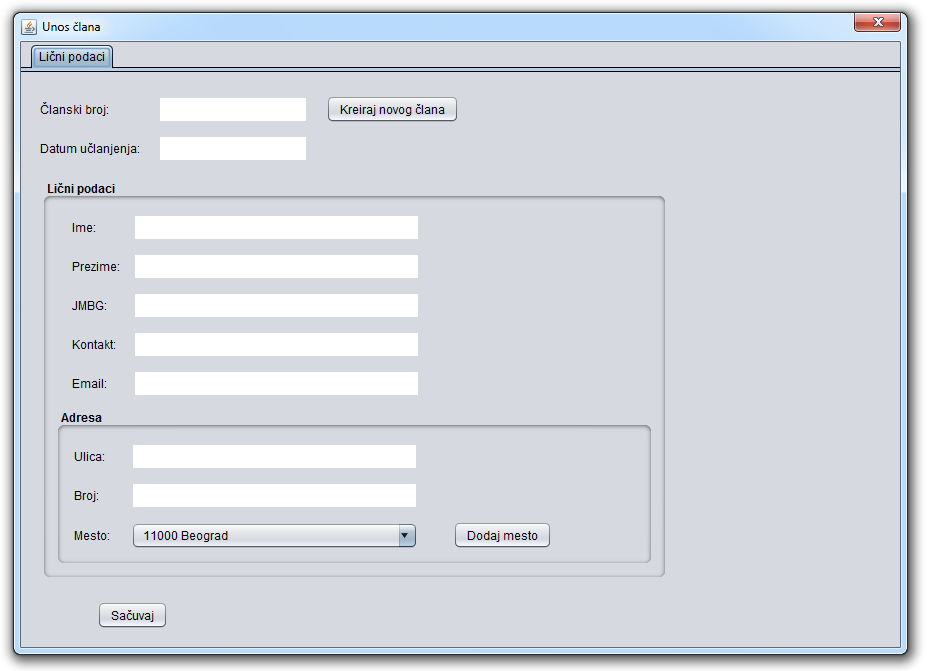 Unos člana
Lični podaci
Članski broj:
Kreiraj novog člana
Datum učlanjenja:
Lični podaci
Ime:
Prezime:
JMBG:
Kontakt:
Email:
Adresa
Ulica:
Broj:
Mesto: 11000 Beograd
Dodaj mesto
Sačuvaj